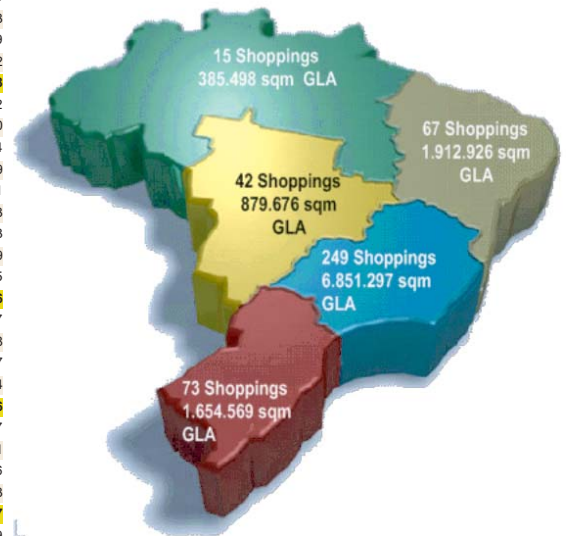 15 Shoppings
385.498 sqm GLA
67 Shoppings
1.912.926 sqm
GLA
42 Shoppings
879.676 sqm
GLA
249 Shoppings
6.851.297 sqm
GLA
73 Shoppings
1.654.569 sqm
GLA